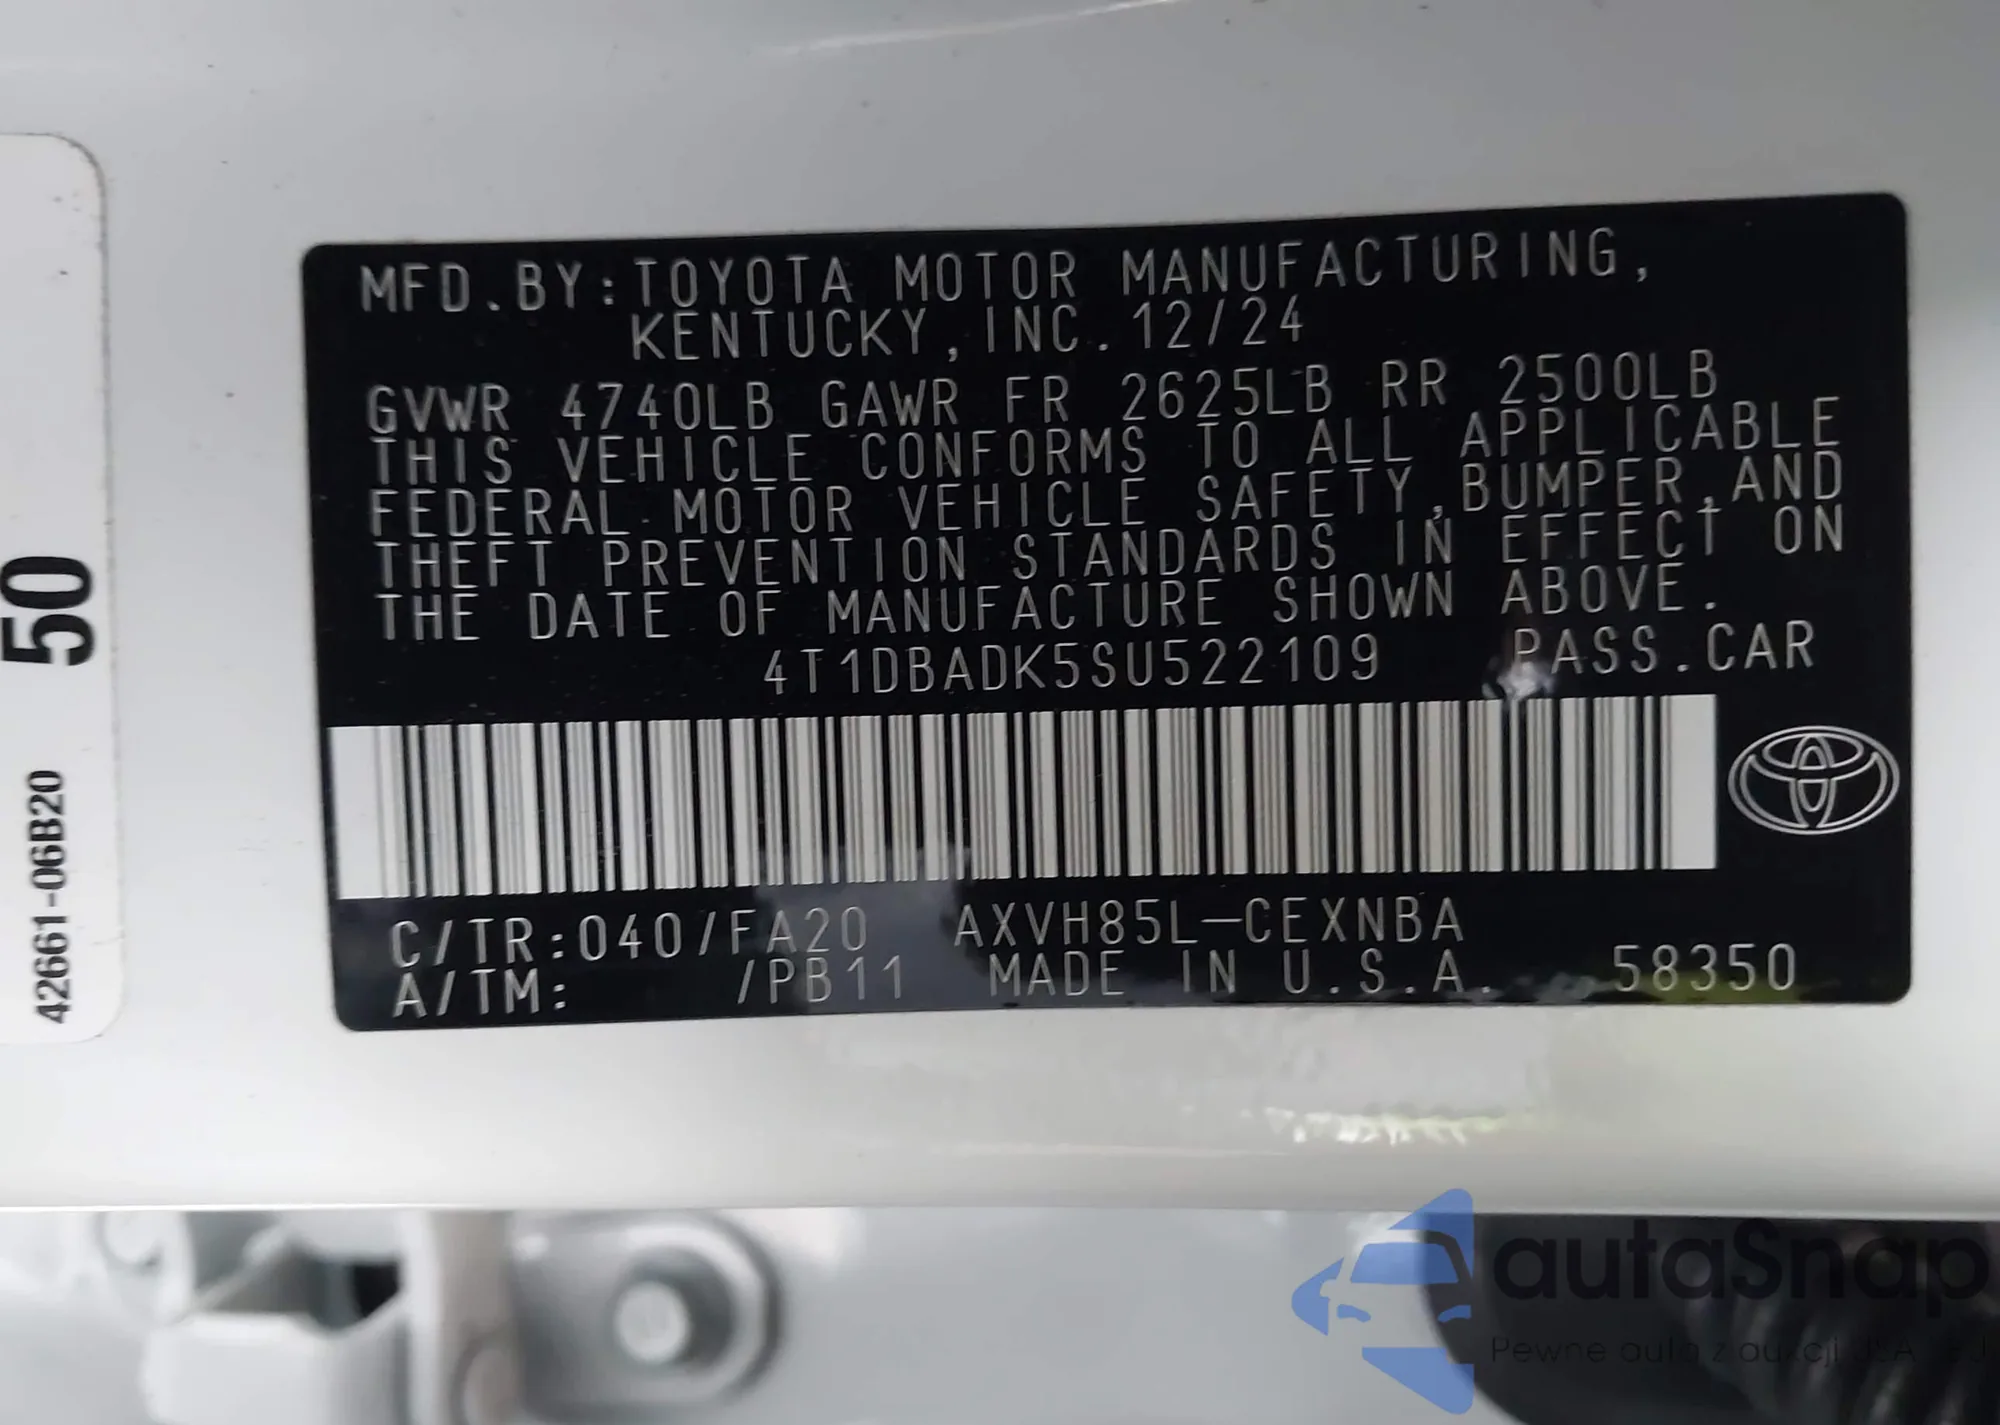 MFD.BY:TOYOTA MOTOR MANUFACTURING,
KENTUCKY,INC.12/24
GVWR 4740LB GAWR FR 2625LB RR 2500LB
THIS VEHICLE CONFORMS TO ALL APPLICABLE
FEDERAL MOTOR VEHICLE SAFETY,BUMPER,AND
THEFT PREVENTION STANDARDS IN EFFECT ON
THE DATE OF MANUFACTURE SHOWN ABOVE.
4T1DBADK5SU522109 PASS.CAR
C/TR:040/FA20 AXVH85L-CEXNBA
A/TM: /PB11 MADE IN U.S.A. 58350
50
42661-06B20
autaSnap
Pewne auta z aukcji